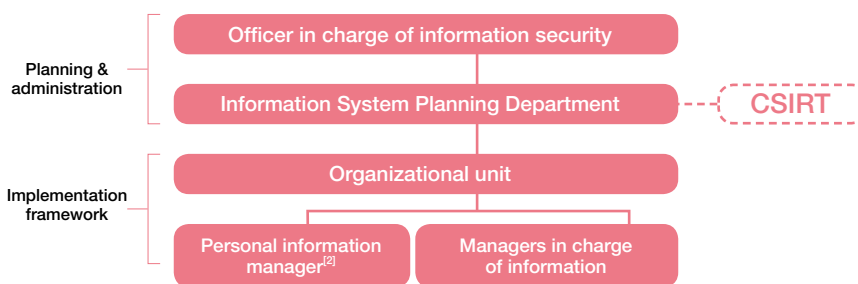 Officer in charge of information security
Planning &
administration
Information System Planning Department
CSIRT
Organizational unit
Implementation
framework
Personal information
manager[2]
Managers in charge
of information